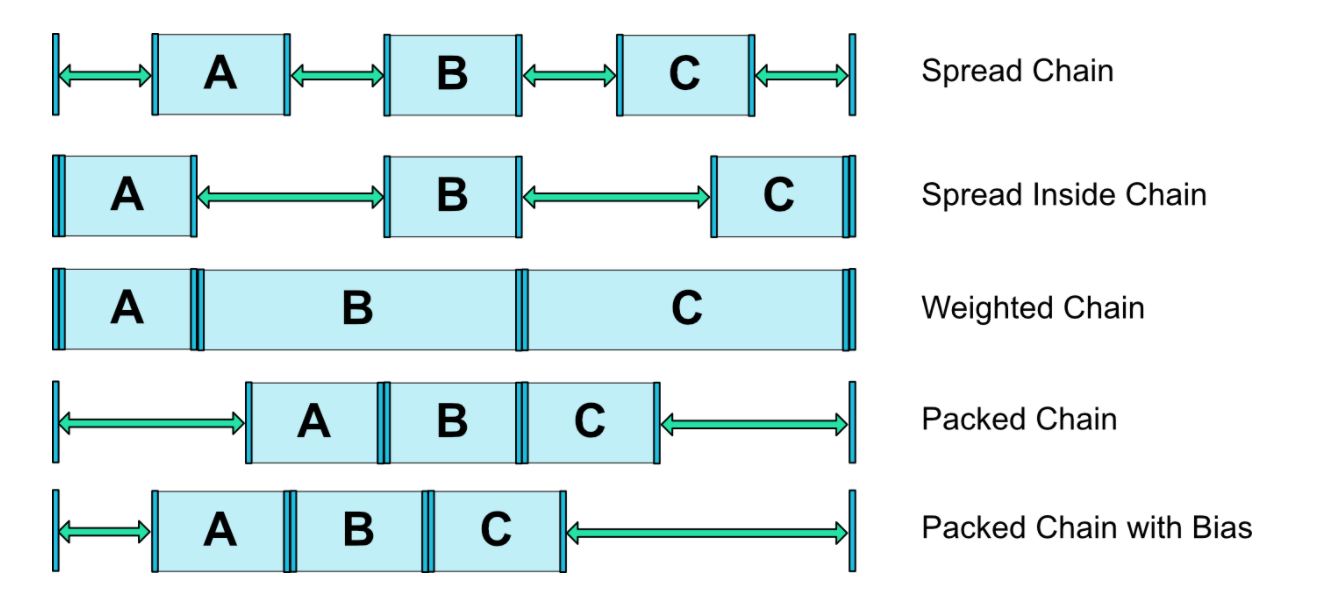 A B C Spread Chain
A B C Spread Inside Chain
A B C Weighted Chain
A B C Packed Chain
A B C Packed Chain with Bias